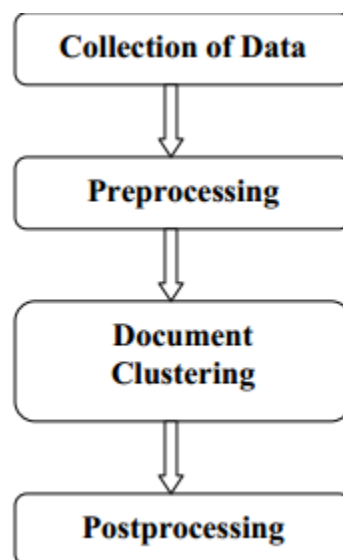 Collection of Data
Preprocessing
Document
Clustering
Postprocessing